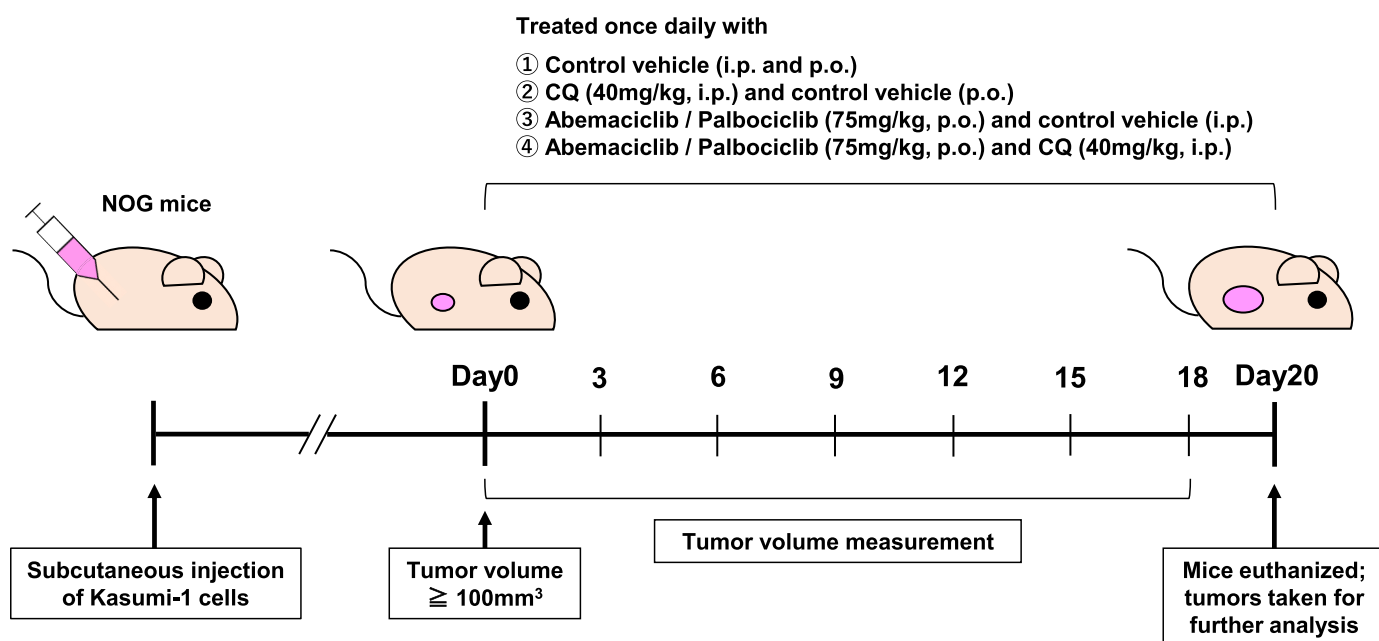 Treated once daily with
① Control vehicle (i.p. and p.o.)
② CQ (40mg/kg, i.p.) and control vehicle (p.o.)
③ Abemaciclib / Palbociclib (75mg/kg, p.o.) and control vehicle (i.p.)
④ Abemaciclib / Palbociclib (75mg/kg, p.o.) and CQ (40mg/kg, i.p.)
NOG mice
Day0 3 6 9 12 15 18 Day20
Subcutaneous injection
of Kasumi-1 cells
Tumor volume
≧ 100mm³
Tumor volume measurement
Mice euthanized;
tumors taken for
further analysis